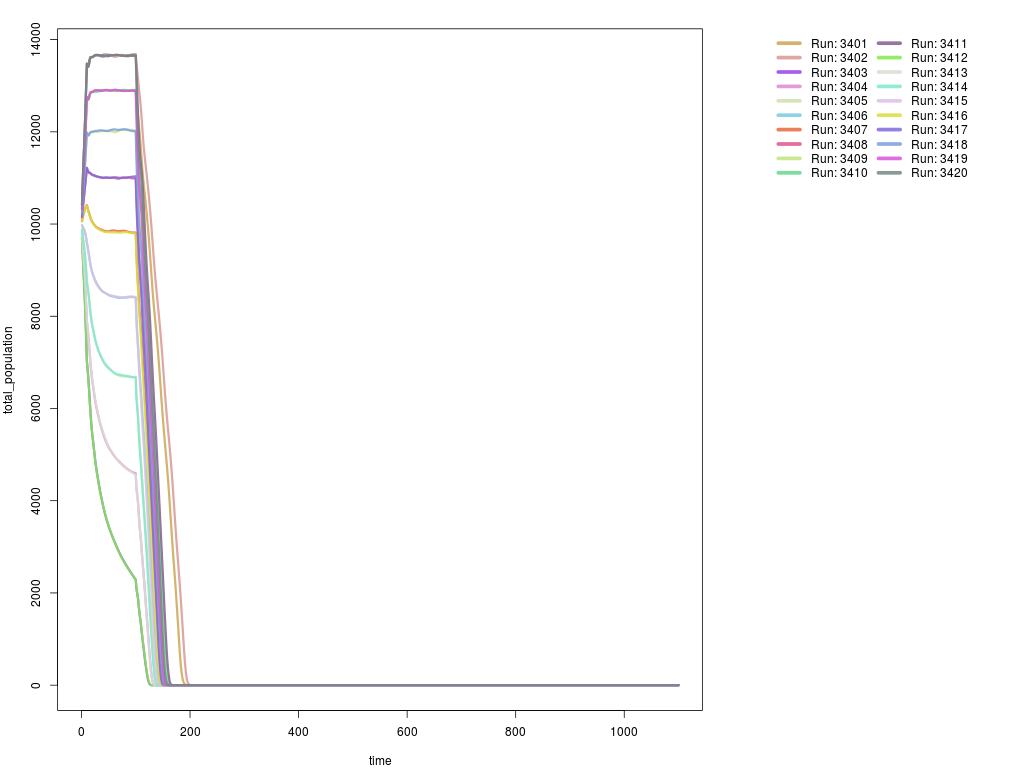 14000
12000
10000
8000
6000
4000
2000
0
total_population
0 200 400 600 800 1000
time
Run: 3401 Run: 3411
Run: 3402 Run: 3412
Run: 3403 Run: 3413
Run: 3404 Run: 3414
Run: 3405 Run: 3415
Run: 3406 Run: 3416
Run: 3407 Run: 3417
Run: 3408 Run: 3418
Run: 3409 Run: 3419
Run: 3410 Run: 3420